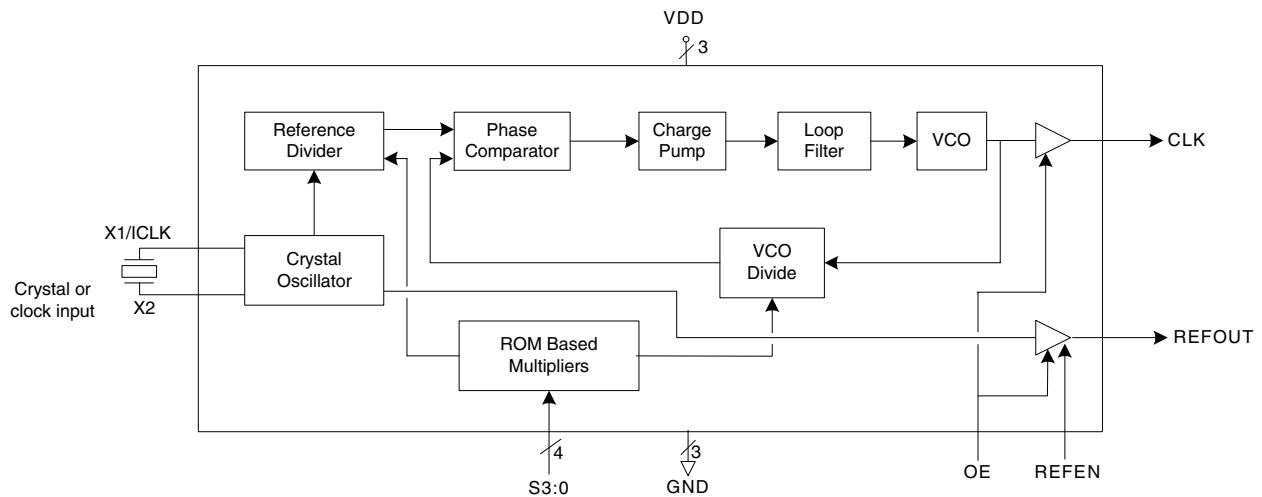 VDD
3
Reference
Divider
Phase
Comparator
Charge
Pump
Loop
Filter
VCO
CLK
X1/ICLK
Crystal
Oscillator
VCO
Divide
Crystal or
clock input
X2
ROM Based
Multipliers
REFOUT
4
3
S3:0
GND
OE
REFEN